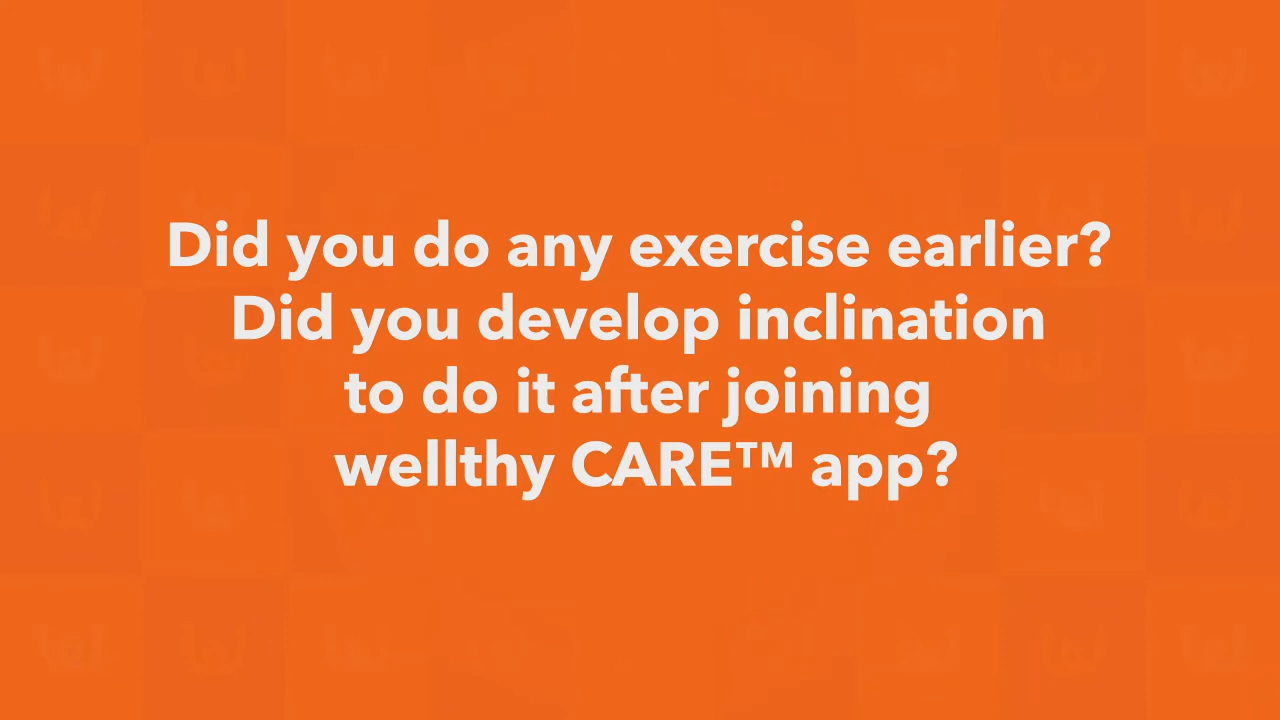 Did you do any exercise earlier?
Did you develop inclination
to do it after joining
wellthy CARE™ app?